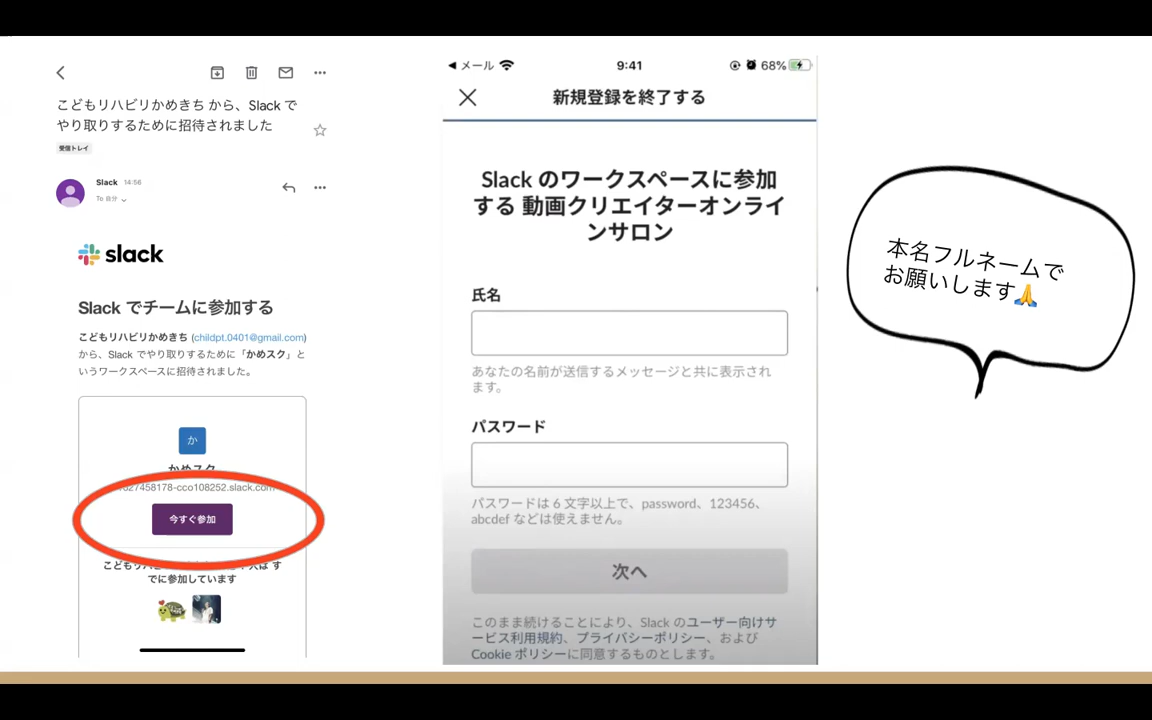 こどもリハビリかめきち から、Slack で
やり取りするために招待されました
受信トレイ
Slack 14:56
To 自分
slack
Slack でチームに参加する
こどもリハビリかめきち (childpt.0401@gmail.com)
から、Slack でやり取りするために「かめスク」と
いうワークスペースに招待されました。
か
かめスク
27458178-cco108252.slack.com
今すぐ参加
こどもリハ
でに参加しています
メール
9:41
68%
新規登録を終了する
Slack のワークスペースに参加
する 動画クリエイターオンライ
ンサロン
氏名
あなたの名前が送信するメッセージと共に表示され
ます。
パスワード
パスワードは 6 文字以上で、password、123456、
abcdef などは使えません。
次へ
このまま続けることにより、Slack のユーザー向けサ
ービス利用規約、プライバシーポリシー、および
Cookie ポリシーに同意するものとします。
本名フルネームで
お願いします🙏